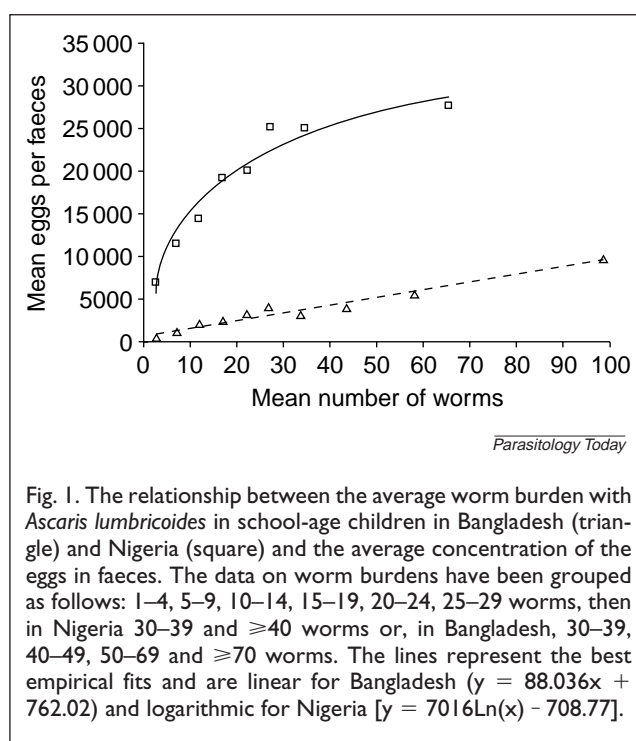 35 000
30 000
25 000
20 000
15 000
10 000
5000
0
Mean eggs per faeces
0 10 20 30 40 50 60 70 80 90 100
Mean number of worms
Parasitology Today
Fig. 1. The relationship between the average worm burden with
Ascaris lumbricoides in school-age children in Bangladesh (trian-
gle) and Nigeria (square) and the average concentration of the
eggs in faeces. The data on worm burdens have been grouped
as follows: 1–4, 5–9, 10–14, 15–19, 20–24, 25–29 worms, then
in Nigeria 30–39 and ⩾40 worms or, in Bangladesh, 30–39,
40–49, 50–69 and ⩾70 worms. The lines represent the best
empirical fits and are linear for Bangladesh (y = 88.036x +
762.02) and logarithmic for Nigeria [y = 7016Ln(x) – 708.77].